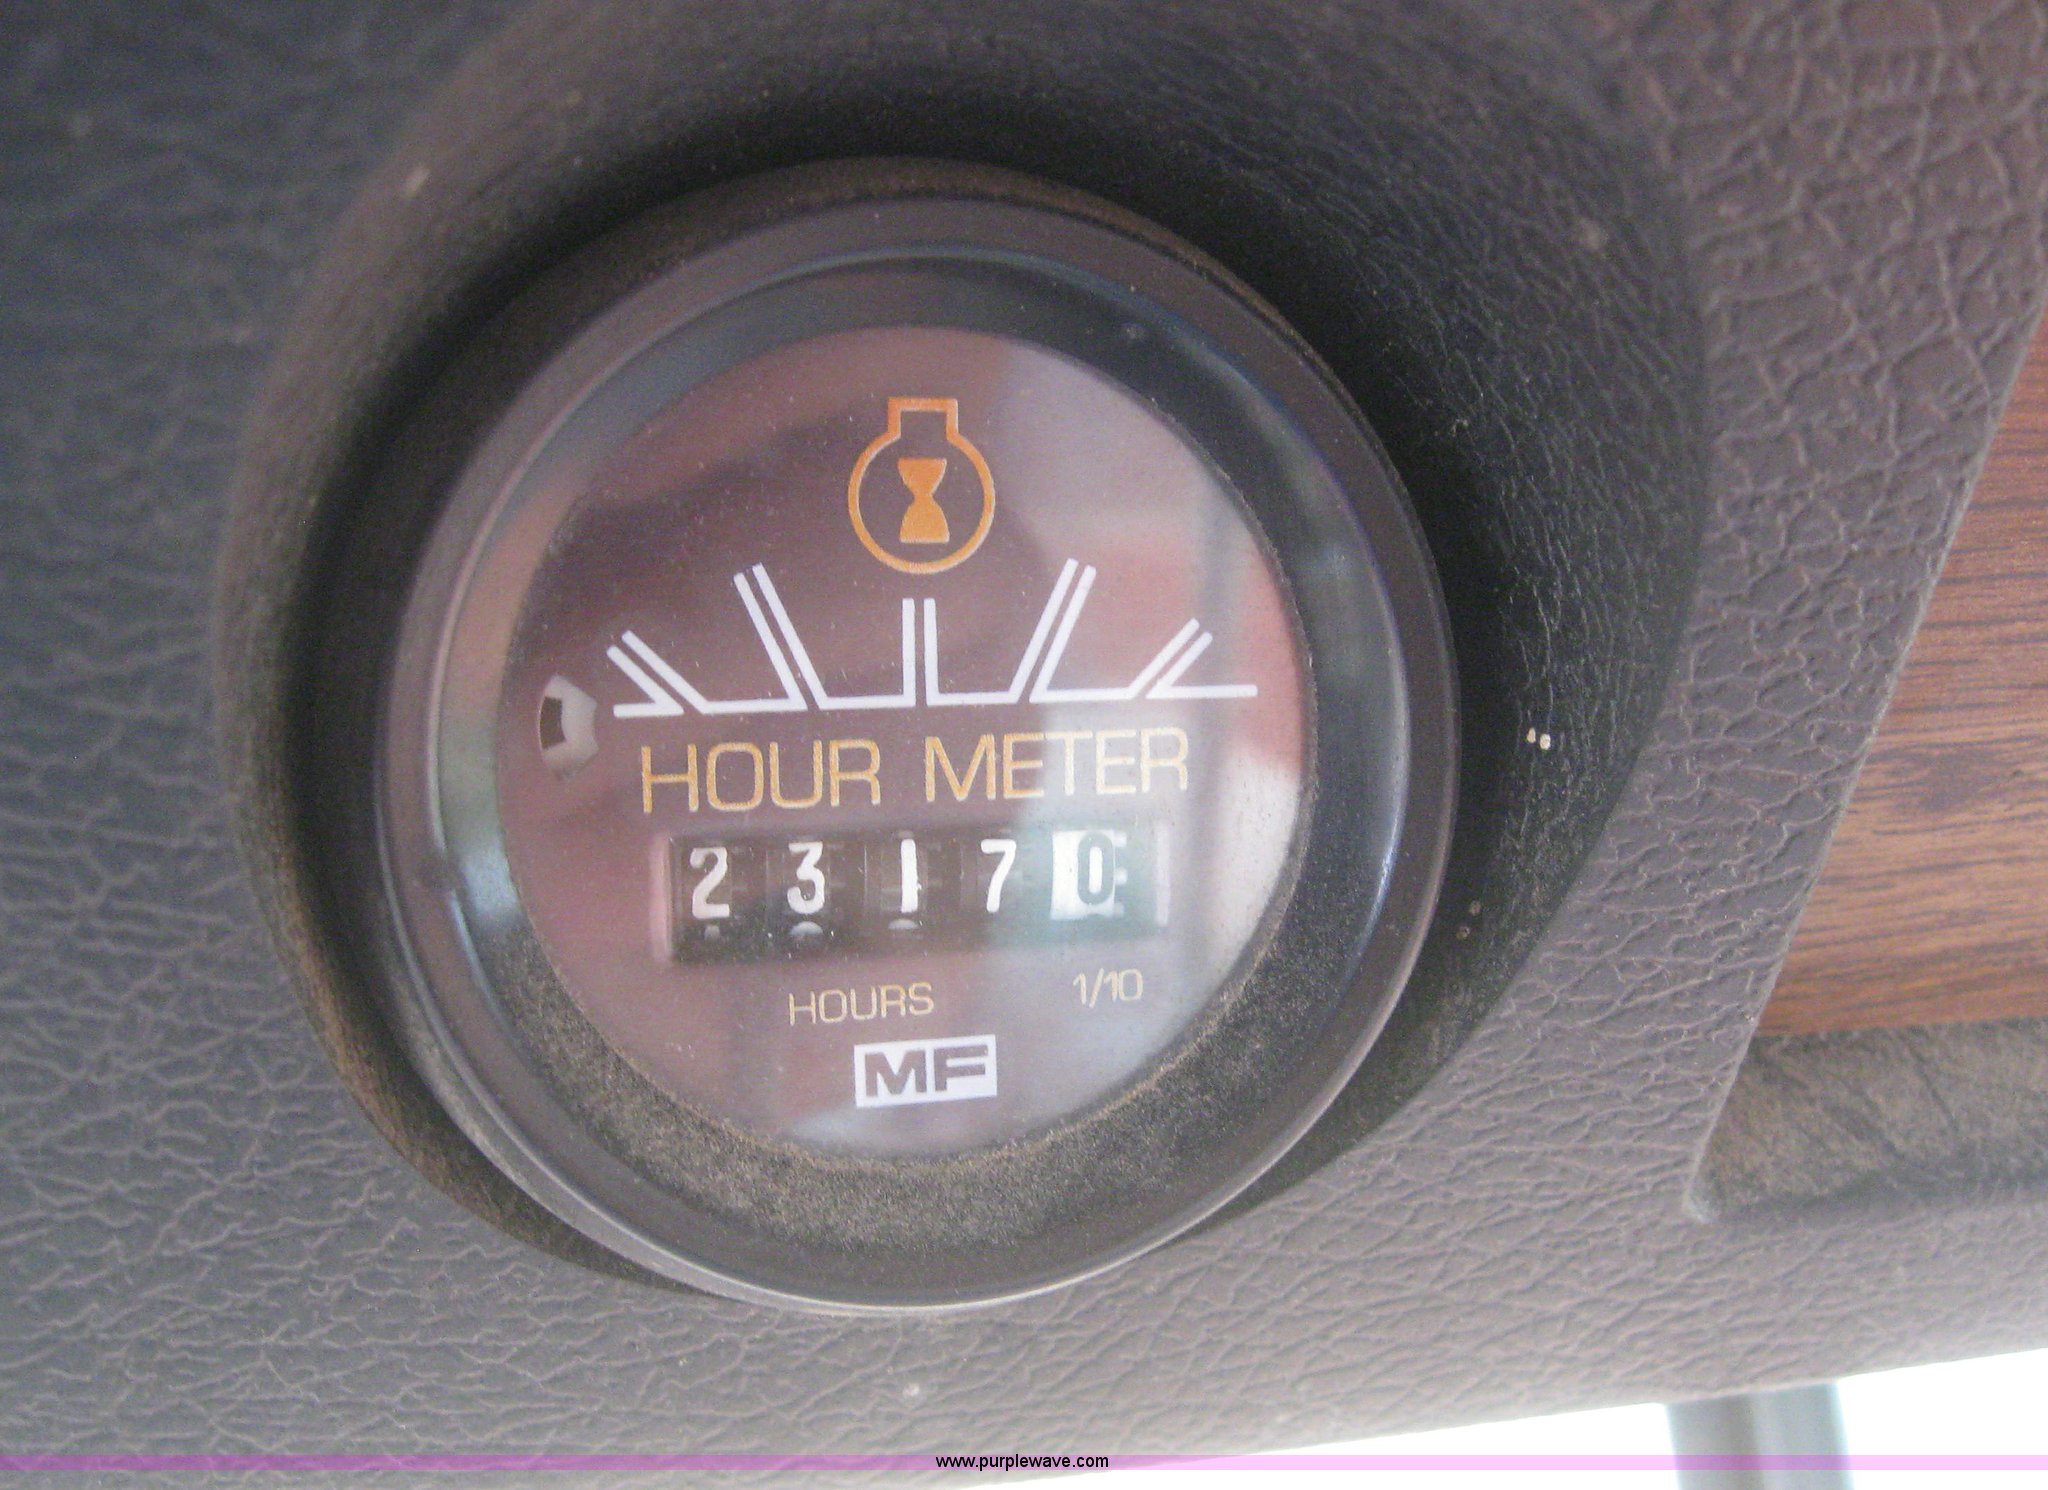 HOUR METER
23170
HOURS 1/10
MF
www.purplewave.com